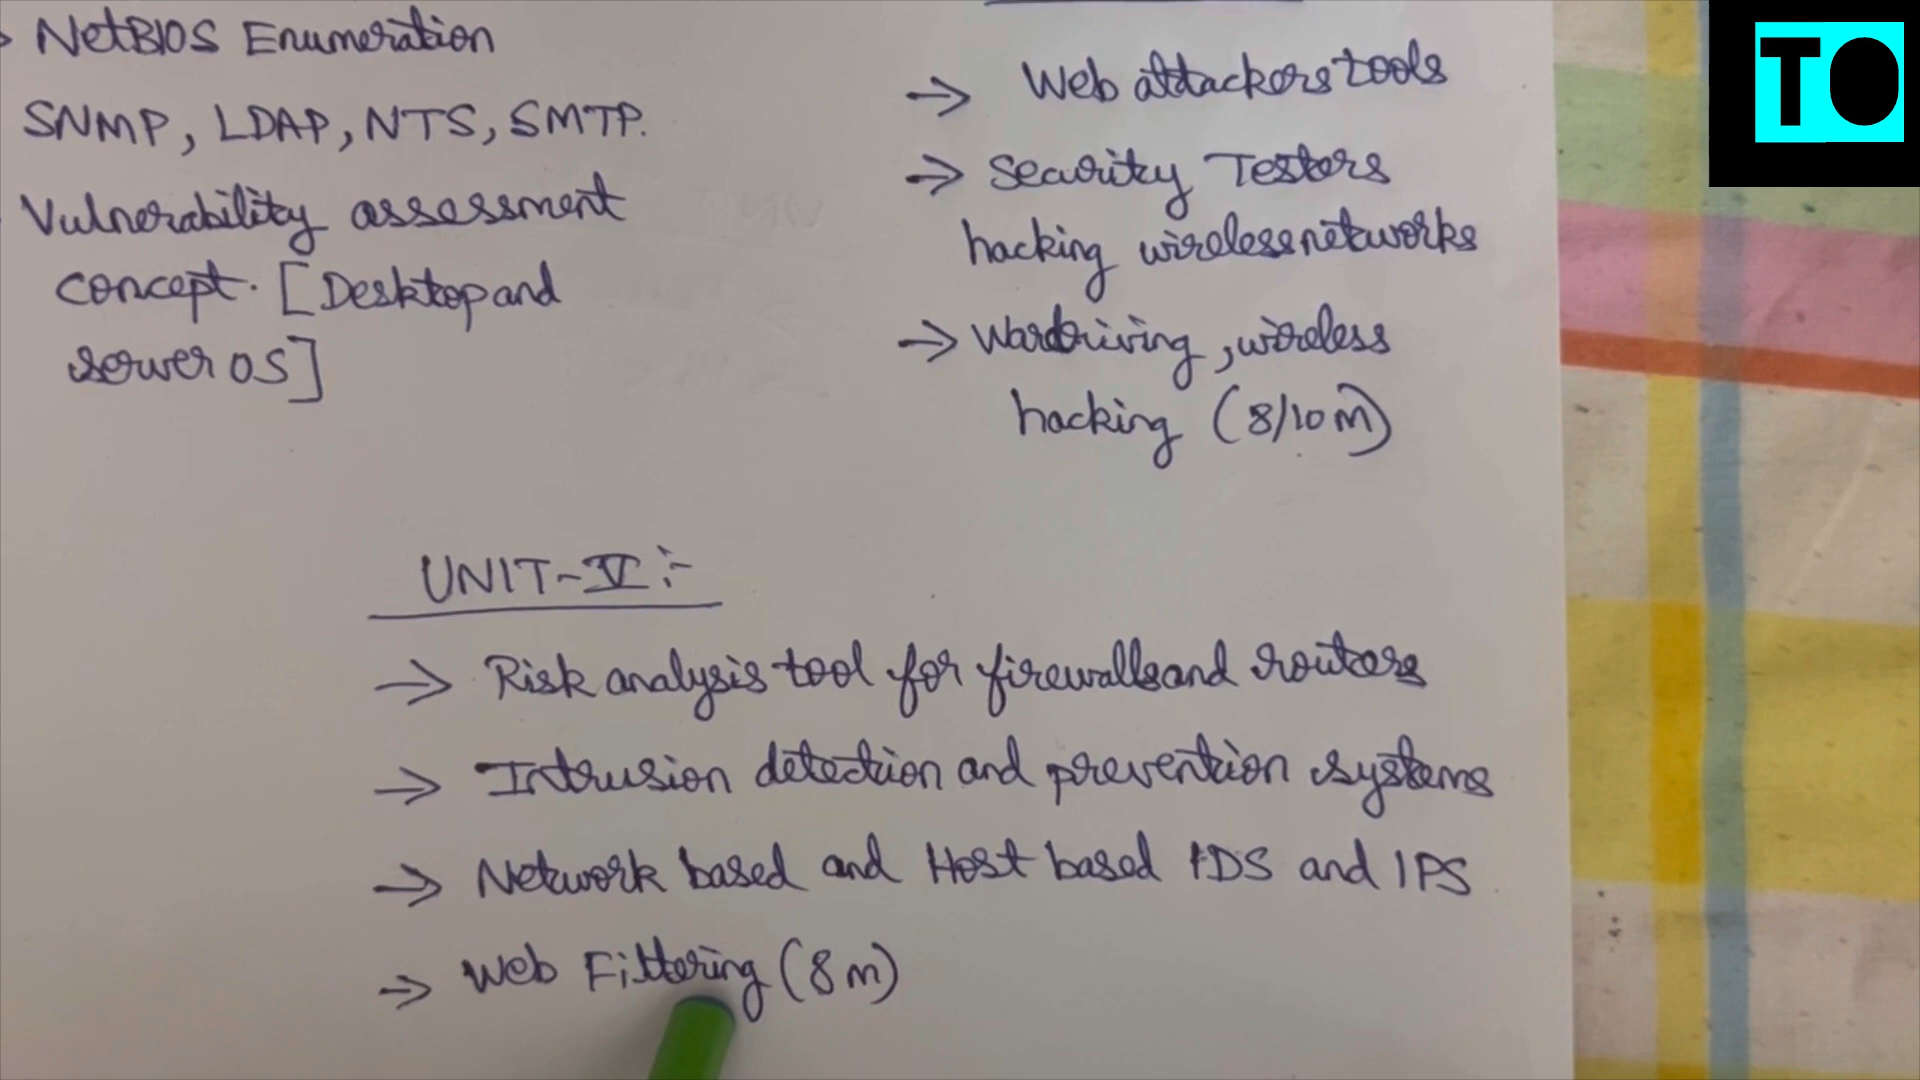 NetBIOS Enumeration
SNMP, LDAP, NTS, SMTP.
Vulnerability assessment
concept. [Desktop and
server OS]
→ Web attackers tools
→ Security Testers
hacking wireless networks
→ Wardriving, wireless
hacking (8/10 m)
UNIT-V :-
→ Risk analysis tool for firewalls and routers
→ Intrusion detection and prevention systems
→ Network based and Host based IDS and IPS
→ Web Filtering (8 m)
TO